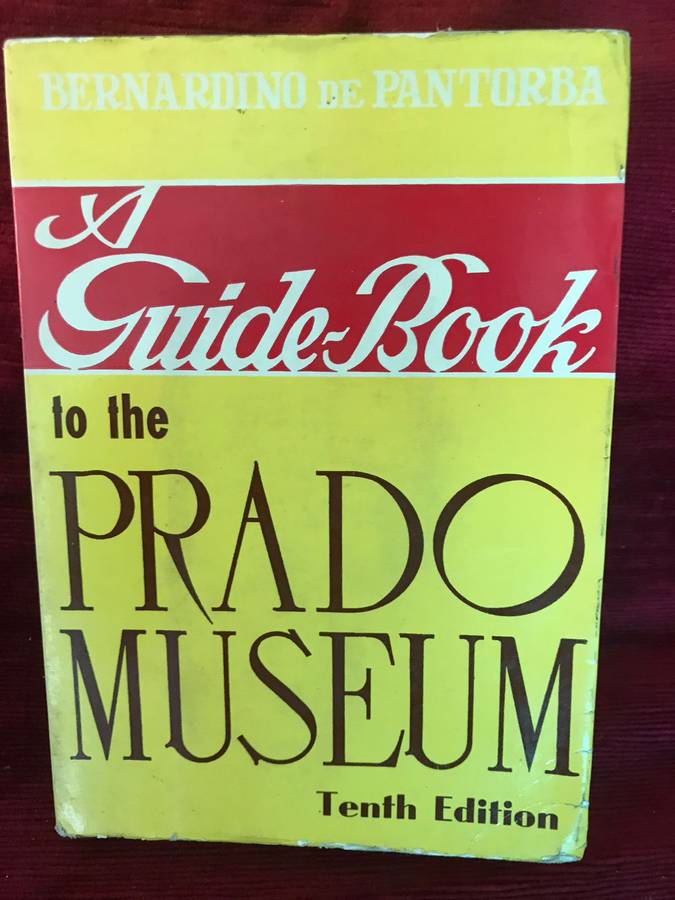 BERNARDINO DE PANTORBA
A
Guide-Book
to the
PRADO
MUSEUM
Tenth Edition